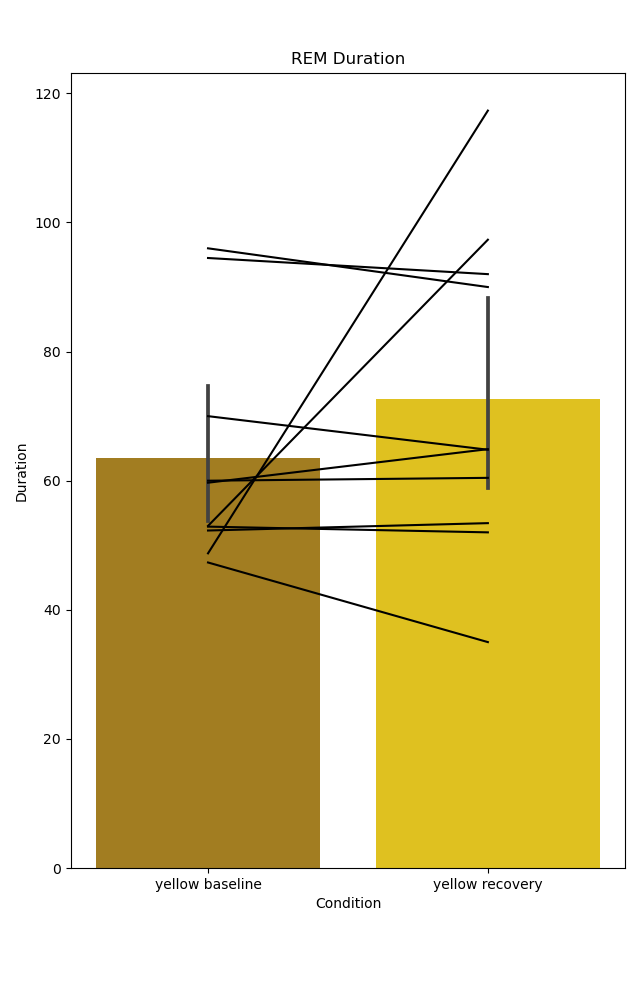 REM Duration
120
100
80
60
40
20
0
Duration
yellow baseline
yellow recovery
Condition